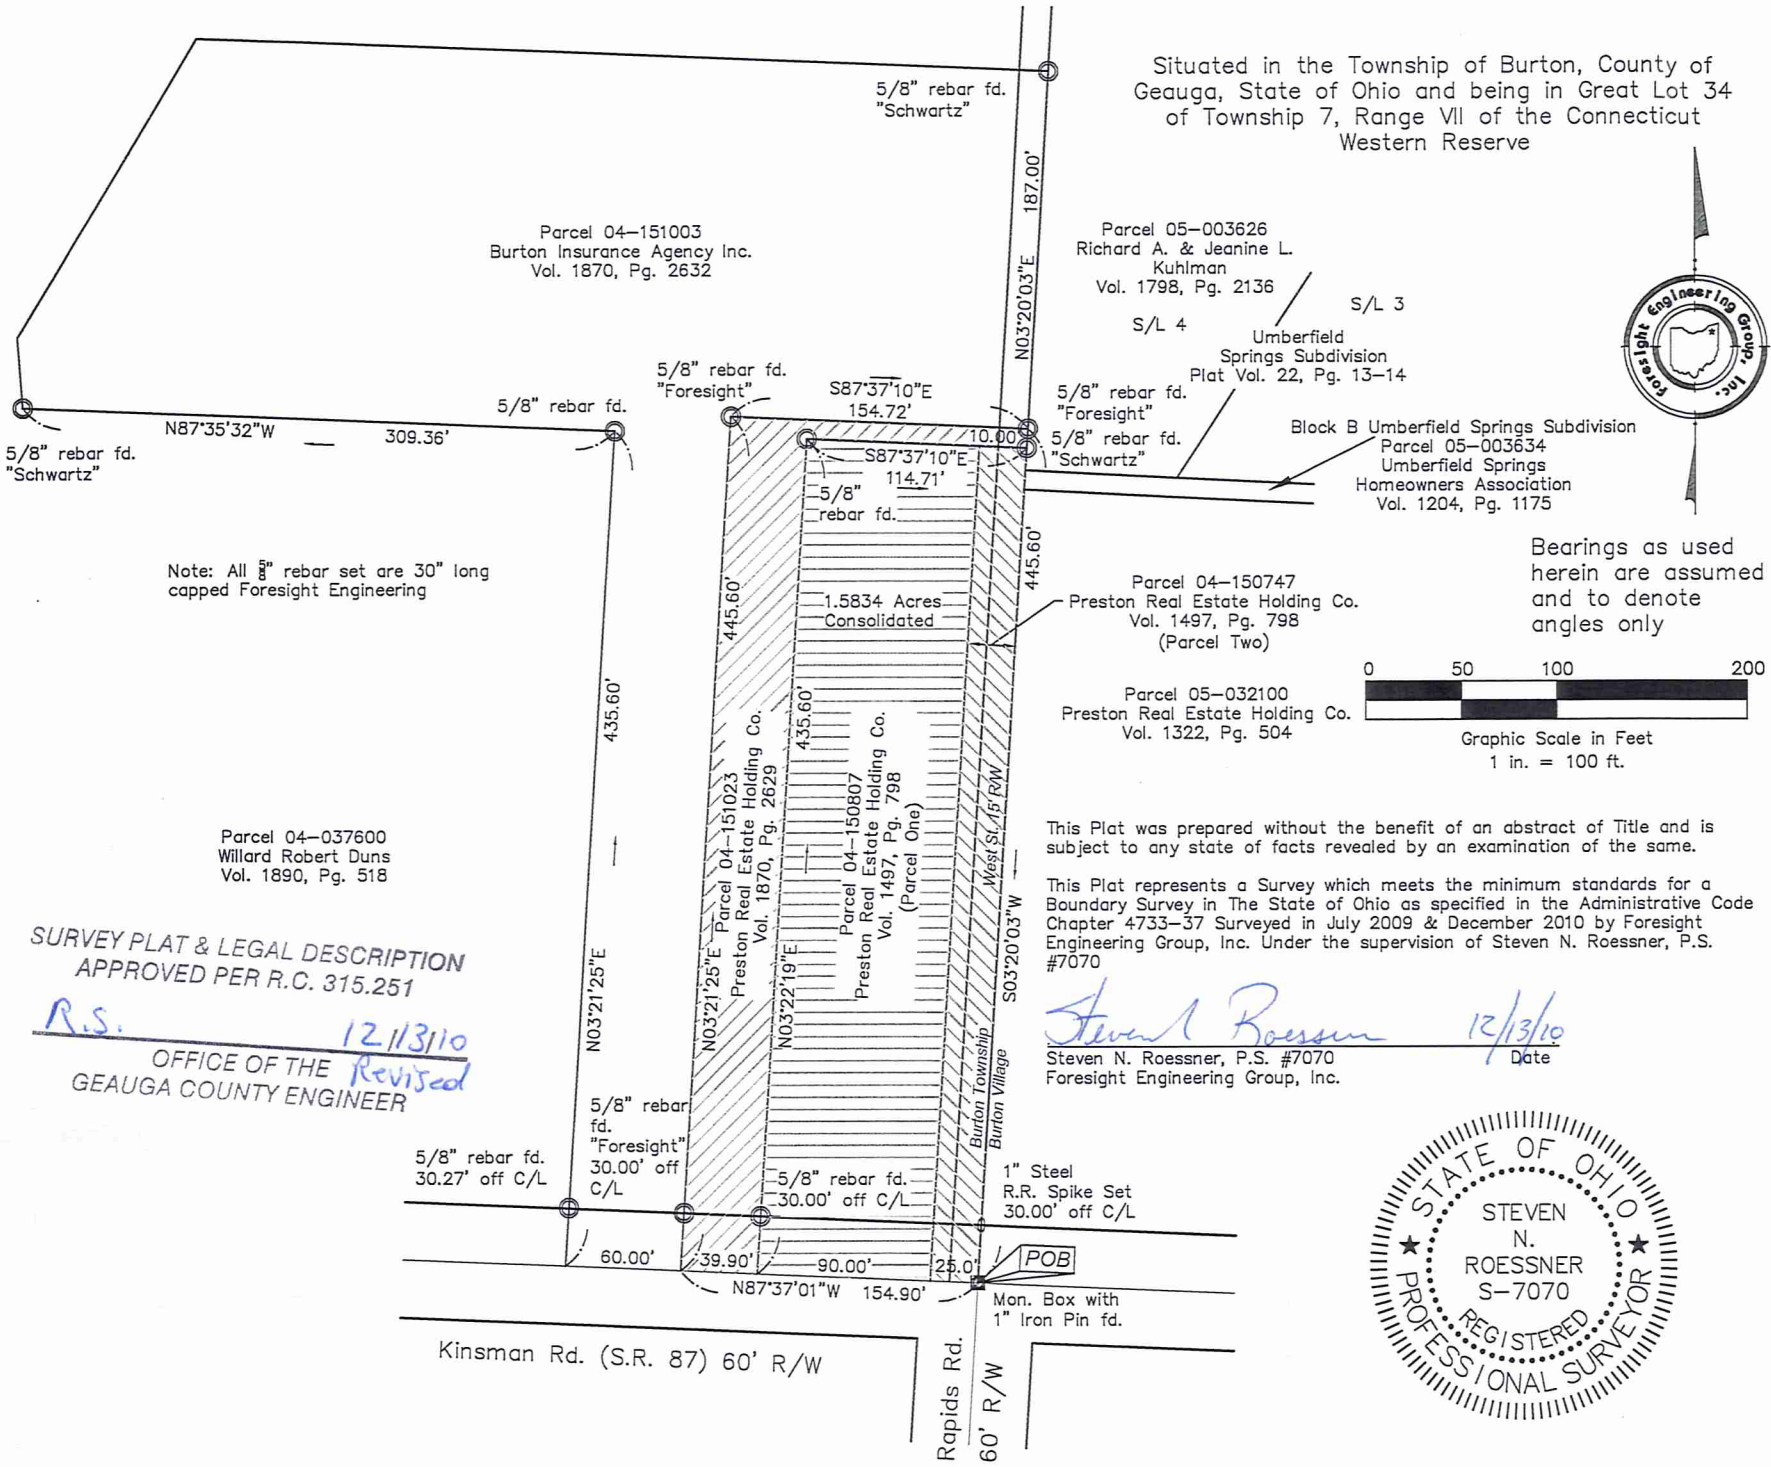 Situated in the Township of Burton, County of
Geauga, State of Ohio and being in Great Lot 34
of Township 7, Range VII of the Connecticut
Western Reserve
5/8" rebar fd.
"Schwartz"
187.00'
N03°20'03"E
Parcel 04-151003
Burton Insurance Agency Inc.
Vol. 1870, Pg. 2632
Parcel 05-003626
Richard A. & Jeanine L.
Kuhlman
Vol. 1798, Pg. 2136
S/L 4
S/L 3
Umberfield
Springs Subdivision
Plat Vol. 22, Pg. 13-14
Foresight Engineering Group, Inc.
5/8" rebar fd.
"Foresight"
S87°37'10"E
154.72'
5/8" rebar fd.
"Foresight"
5/8" rebar fd.
"Schwartz"
10.00'
5/8" rebar fd.
N87°35'32"W
309.36'
5/8" rebar fd.
"Schwartz"
S87°37'10"E
114.71'
5/8"
rebar fd.
Block B Umberfield Springs Subdivision
Parcel 05-003634
Umberfield Springs
Homeowners Association
Vol. 1204, Pg. 1175
Note: All 5/8" rebar set are 30" long
capped Foresight Engineering
445.60'
445.60'
1.5834 Acres
Consolidated
Parcel 04-150747
Preston Real Estate Holding Co.
Vol. 1497, Pg. 798
(Parcel Two)
Bearings as used
herein are assumed
and to denote
angles only
0 50 100 200
Graphic Scale in Feet
1 in. = 100 ft.
Parcel 05-032100
Preston Real Estate Holding Co.
Vol. 1322, Pg. 504
435.60'
435.60'
N03°21'25"E
N03°21'25"E
Parcel 04-151023
Preston Real Estate Holding Co.
Vol. 1870, Pg. 2629
N03°22'19"E
Parcel 04-150807
Preston Real Estate Holding Co.
Vol. 1497, Pg. 798
(Parcel One)
West St. 15' R/W
S03°20'03"W
Burton Township
Burton Village
Parcel 04-037600
Willard Robert Duns
Vol. 1890, Pg. 518
This Plat was prepared without the benefit of an abstract of Title and is
subject to any state of facts revealed by an examination of the same.
This Plat represents a Survey which meets the minimum standards for a
Boundary Survey in The State of Ohio as specified in the Administrative Code
Chapter 4733-37 Surveyed in July 2009 & December 2010 by Foresight
Engineering Group, Inc. Under the supervision of Steven N. Roessner, P.S.
#7070
Steven N Roessner 12/13/10
Steven N. Roessner, P.S. #7070 Date
Foresight Engineering Group, Inc.
SURVEY PLAT & LEGAL DESCRIPTION
APPROVED PER R.C. 315.251
R.S. 12/13/10
OFFICE OF THE Revised
GEAUGA COUNTY ENGINEER
5/8" rebar fd.
30.27' off C/L
5/8" rebar
fd.
"Foresight"
30.00' off
C/L
5/8" rebar fd.
30.00' off C/L
1" Steel
R.R. Spike Set
30.00' off C/L
60.00'
39.90'
90.00'
25.0'
POB
N87°37'01"W 154.90'
Mon. Box with
1" Iron Pin fd.
Kinsman Rd. (S.R. 87) 60' R/W
Rapids Rd.
60' R/W
STATE OF OHIO
STEVEN
N.
ROESSNER
S-7070
REGISTERED
PROFESSIONAL SURVEYOR